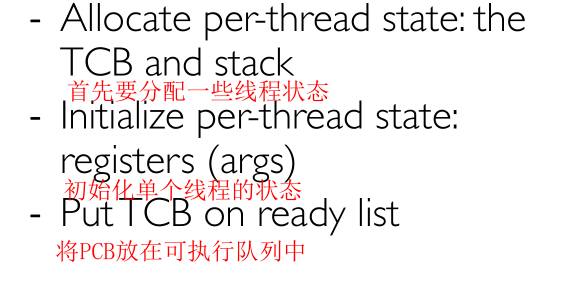 - Allocate per-thread state: the
TCB and stack
首先要分配一些线程状态
- Initialize per-thread state:
registers (args)
初始化单个线程的状态
- Put TCB on ready list
将PCB放在可执行队列中